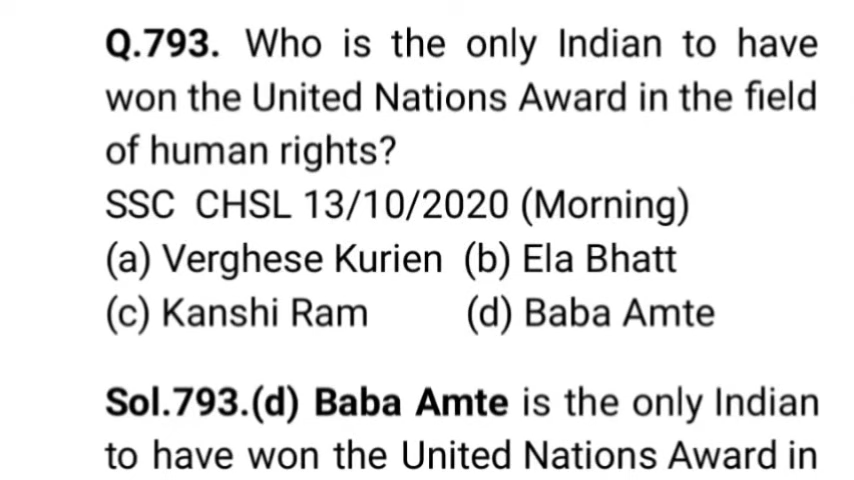 Q.793. Who is the only Indian to have
won the United Nations Award in the field
of human rights?
SSC CHSL 13/10/2020 (Morning)
(a) Verghese Kurien (b) Ela Bhatt
(c) Kanshi Ram (d) Baba Amte
Sol.793.(d) Baba Amte is the only Indian
to have won the United Nations Award in